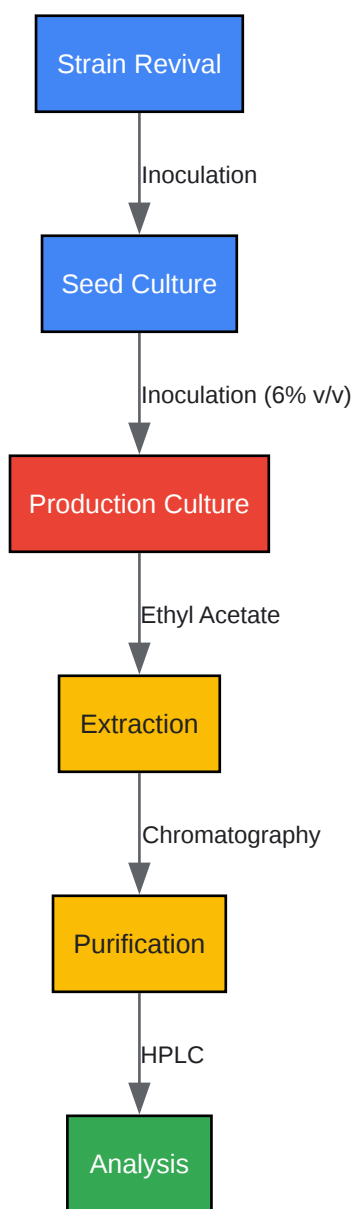 Strain Revival
Inoculation
Seed Culture
Inoculation (6% v/v)
Production Culture
Ethyl Acetate
Extraction
Chromatography
Purification
HPLC
Analysis